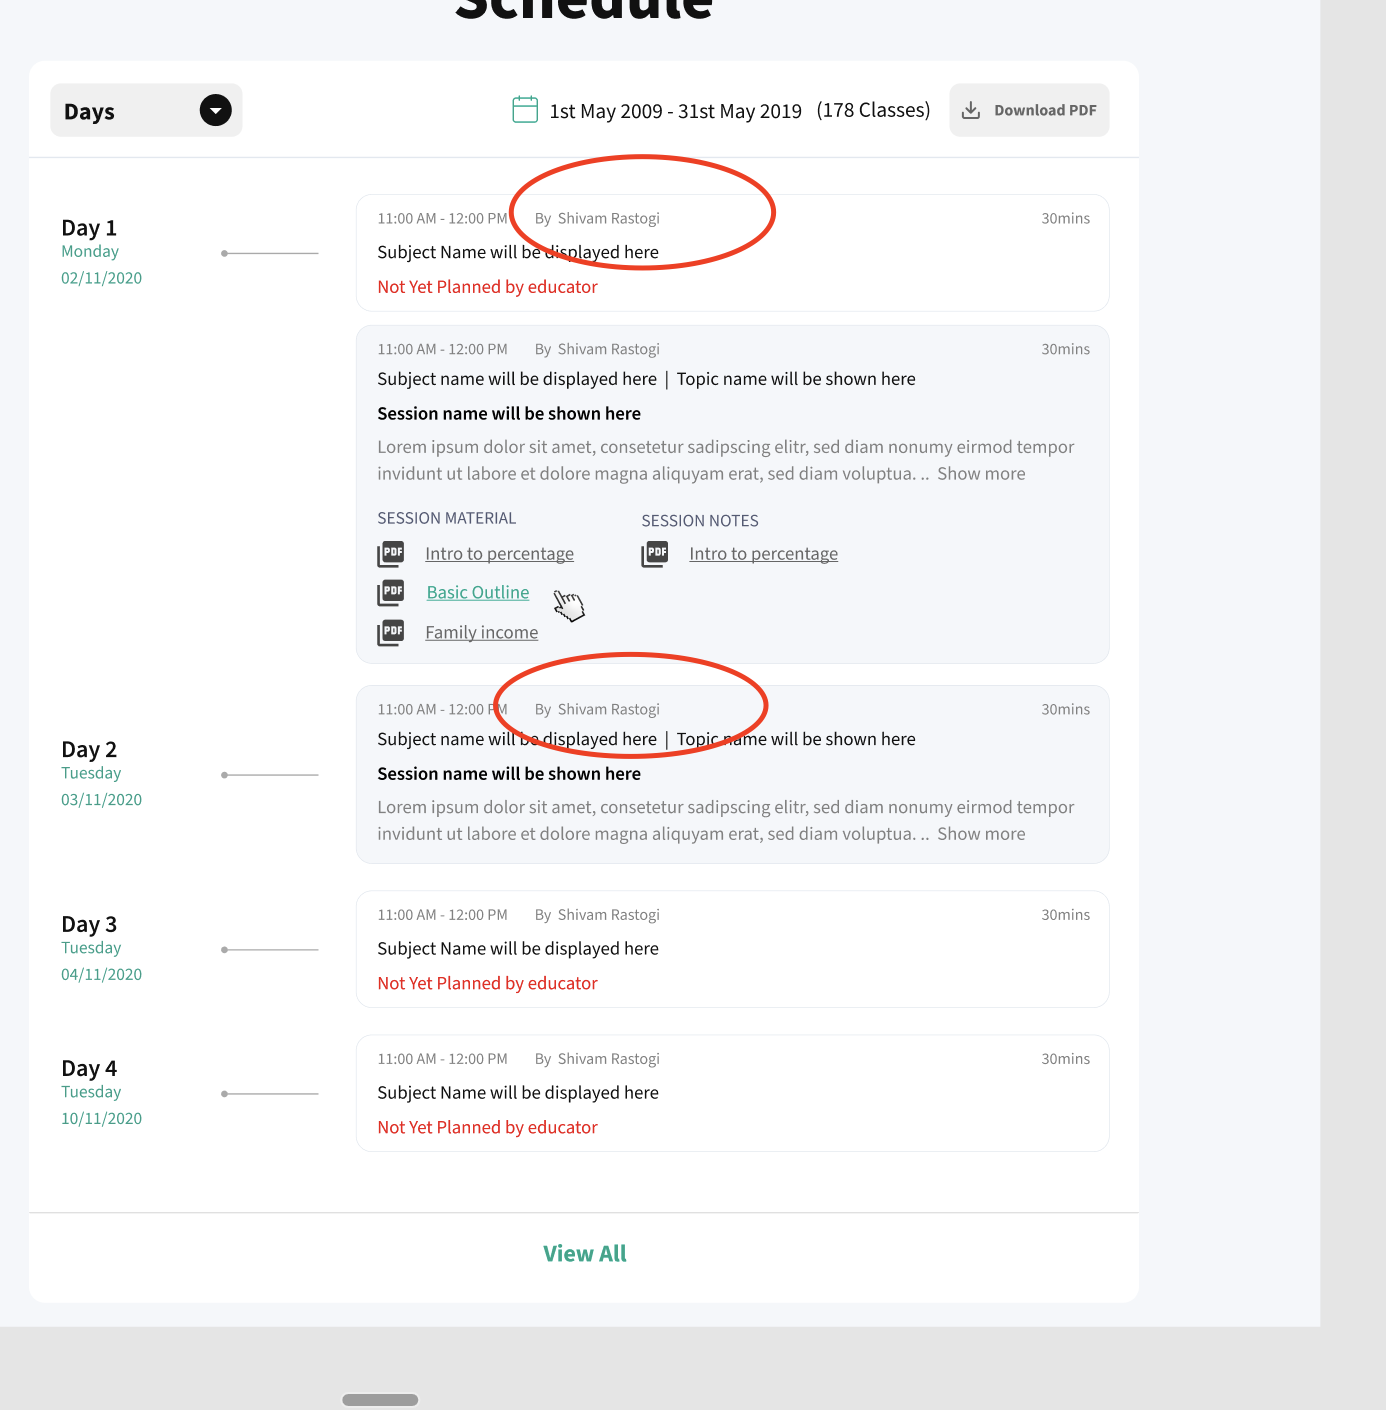 Schedule
Days
1st May 2009 - 31st May 2019 (178 Classes)
Download PDF
Day 1
Monday
02/11/2020
11:00 AM - 12:00 PM By Shivam Rastogi 30mins
Subject Name will be displayed here
Not Yet Planned by educator
11:00 AM - 12:00 PM By Shivam Rastogi 30mins
Subject name will be displayed here | Topic name will be shown here
Session name will be shown here
Lorem ipsum dolor sit amet, consetetur sadipscing elitr, sed diam nonumy eirmod tempor
invidunt ut labore et dolore magna aliquyam erat, sed diam voluptua. .. Show more
SESSION MATERIAL
PDF Intro to percentage
PDF Basic Outline
PDF Family income
SESSION NOTES
PDF Intro to percentage
Day 2
Tuesday
03/11/2020
11:00 AM - 12:00 PM By Shivam Rastogi 30mins
Subject name will be displayed here | Topic name will be shown here
Session name will be shown here
Lorem ipsum dolor sit amet, consetetur sadipscing elitr, sed diam nonumy eirmod tempor
invidunt ut labore et dolore magna aliquyam erat, sed diam voluptua. .. Show more
Day 3
Tuesday
04/11/2020
11:00 AM - 12:00 PM By Shivam Rastogi 30mins
Subject Name will be displayed here
Not Yet Planned by educator
Day 4
Tuesday
10/11/2020
11:00 AM - 12:00 PM By Shivam Rastogi 30mins
Subject Name will be displayed here
Not Yet Planned by educator
View All